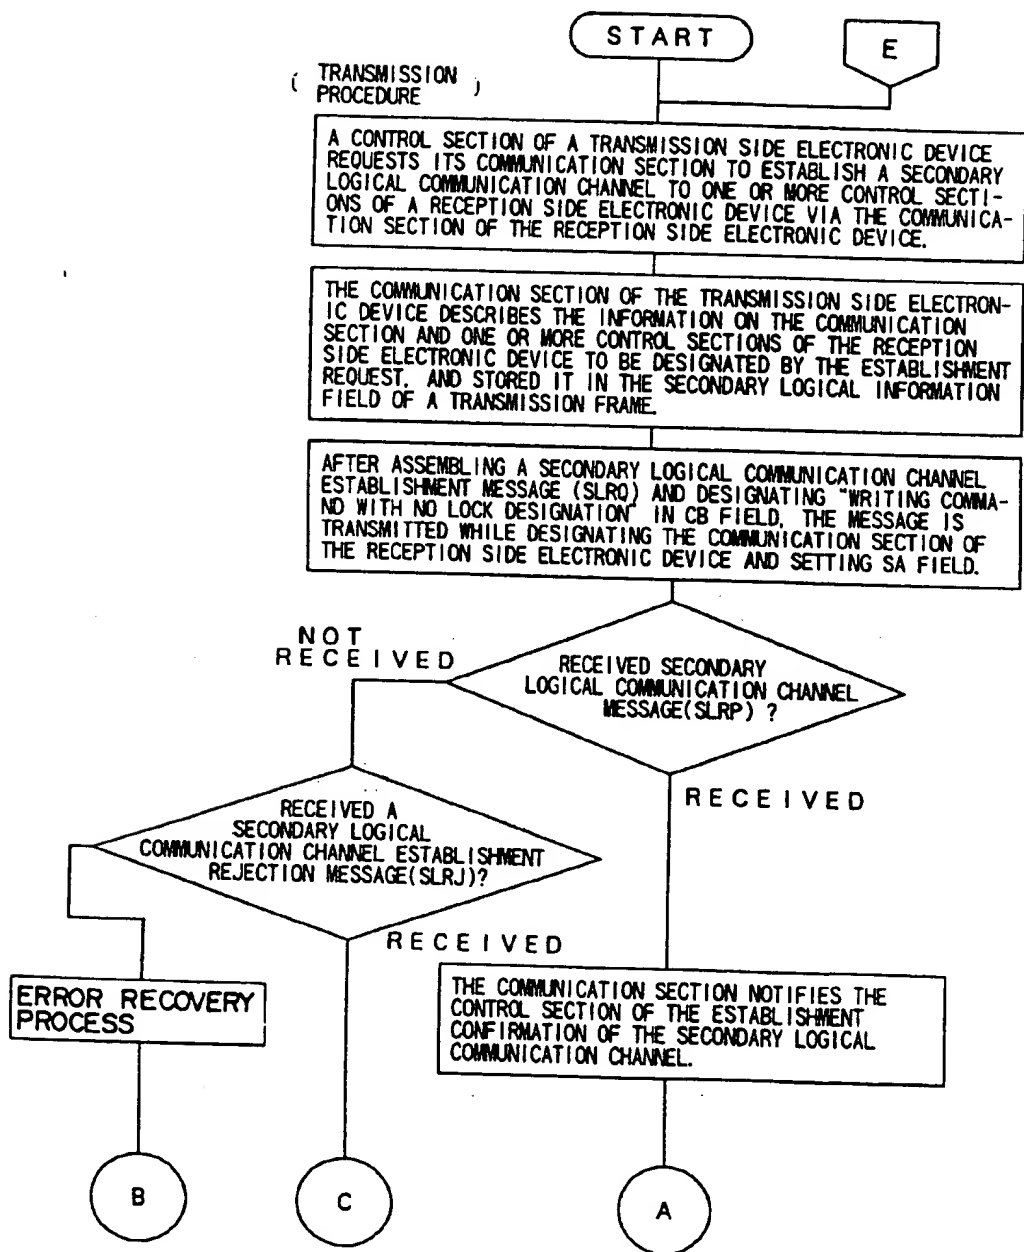 START
E
( TRANSMISSION )
PROCEDURE
A CONTROL SECTION OF A TRANSMISSION SIDE ELECTRONIC DEVICE
REQUESTS ITS COMMUNICATION SECTION TO ESTABLISH A SECONDARY
LOGICAL COMMUNICATION CHANNEL TO ONE OR MORE CONTROL SECTI-
ONS OF A RECEPTION SIDE ELECTRONIC DEVICE VIA THE COMMUNICA-
TION SECTION OF THE RECEPTION SIDE ELECTRONIC DEVICE.
THE COMMUNICATION SECTION OF THE TRANSMISSION SIDE ELECTRON-
IC DEVICE DESCRIBES THE INFORMATION ON THE COMMUNICATION
SECTION AND ONE OR MORE CONTROL SECTIONS OF THE RECEPTION
SIDE ELECTRONIC DEVICE TO BE DESIGNATED BY THE ESTABLISHMENT
REQUEST. AND STORED IT IN THE SECONDARY LOGICAL INFORMATION
FIELD OF A TRANSMISSION FRAME.
AFTER ASSEMBLING A SECONDARY LOGICAL COMMUNICATION CHANNEL
ESTABLISHMENT MESSAGE (SLRQ) AND DESIGNATING "WRITING COMMA-
ND WITH NO LOCK DESIGNATION" IN CB FIELD. THE MESSAGE IS
TRANSMITTED WHILE DESIGNATING THE COMMUNICATION SECTION OF
THE RECEPTION SIDE ELECTRONIC DEVICE AND SETTING SA FIELD.
NOT
RECEIVED
RECEIVED SECONDARY
LOGICAL COMMUNICATION CHANNEL
MESSAGE(SLRP) ?
RECEIVED
RECEIVED A
SECONDARY LOGICAL
COMMUNICATION CHANNEL ESTABLISHMENT
REJECTION MESSAGE(SLRJ)?
RECEIVED
ERROR RECOVERY
PROCESS
THE COMMUNICATION SECTION NOTIFIES THE
CONTROL SECTION OF THE ESTABLISHMENT
CONFIRMATION OF THE SECONDARY LOGICAL
COMMUNICATION CHANNEL.
B
C
A